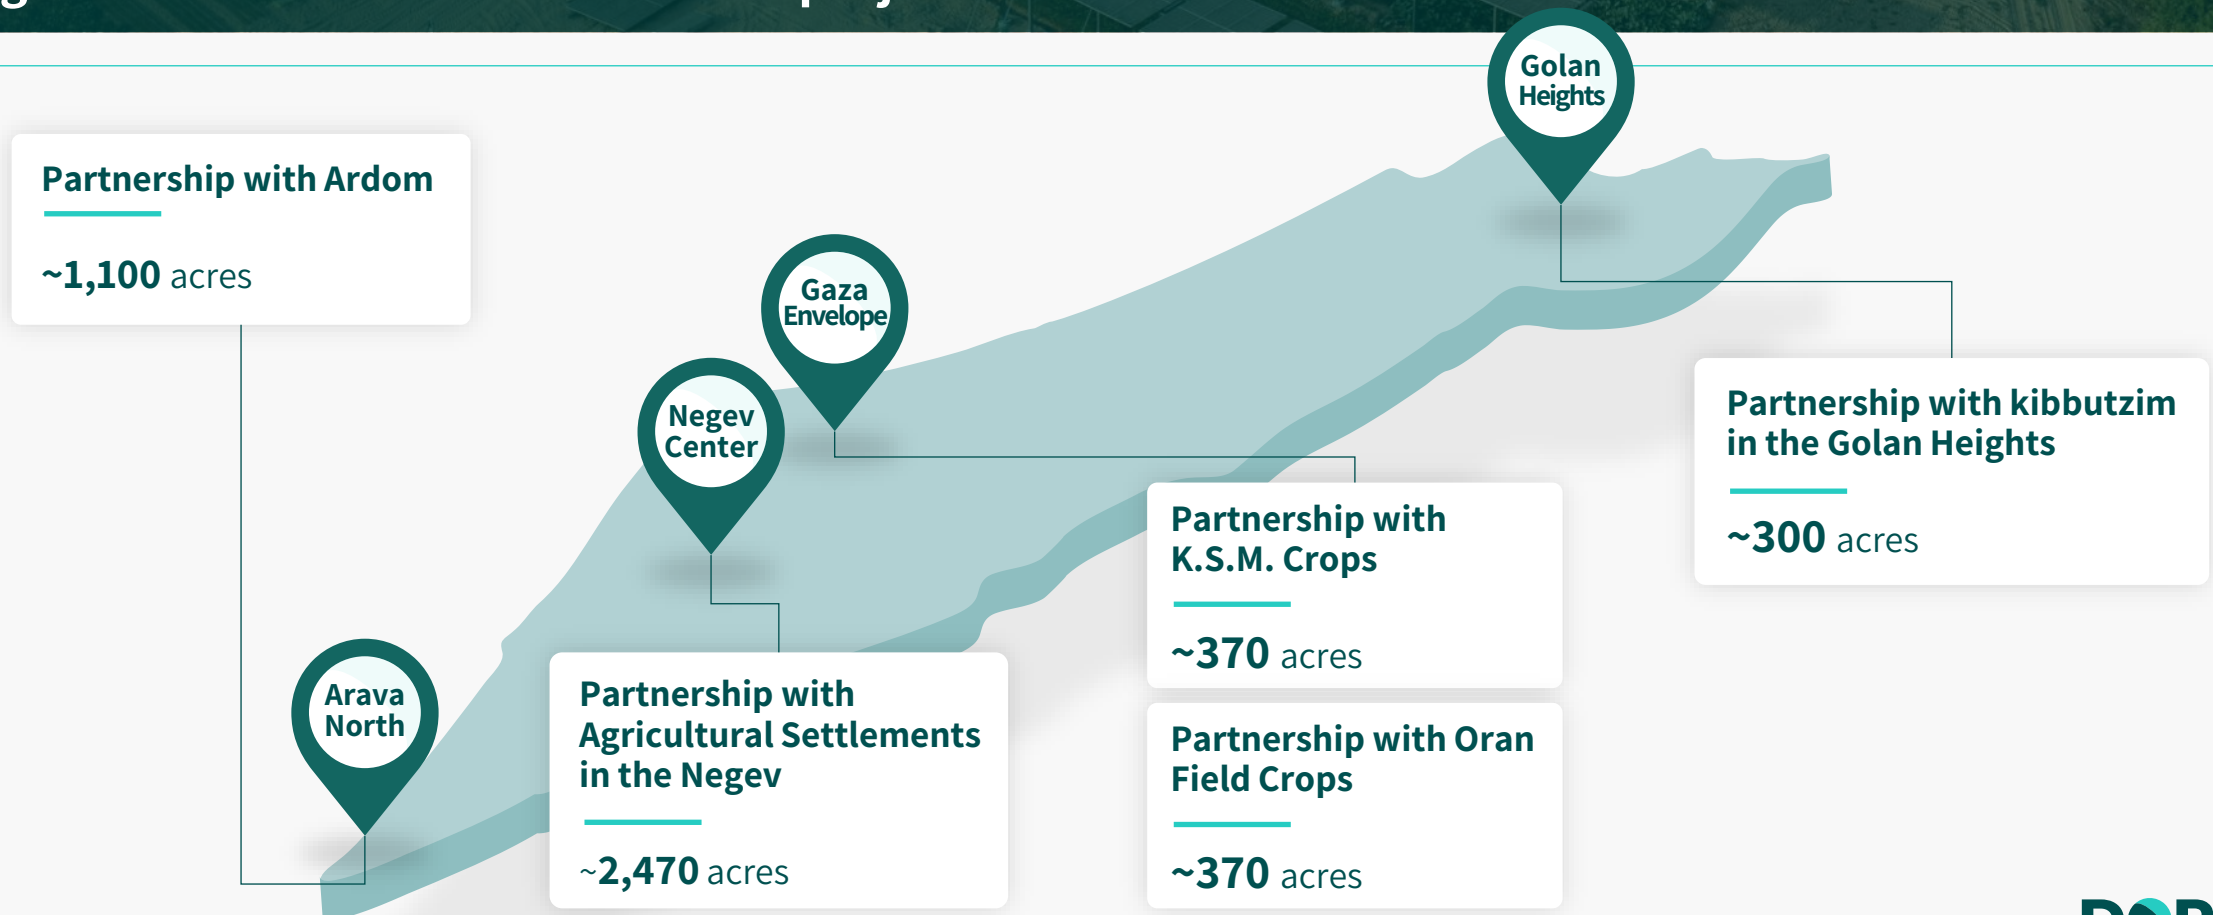 Golan
Heights
Partnership with Ardom
~1,100 acres
Gaza
Envelope
Negev
Center
Partnership with kibbutzim
in the Golan Heights
~300 acres
Partnership with
K.S.M. Crops
~370 acres
Arava
North
Partnership with
Agricultural Settlements
in the Negev
~2,470 acres
Partnership with Oran
Field Crops
~370 acres